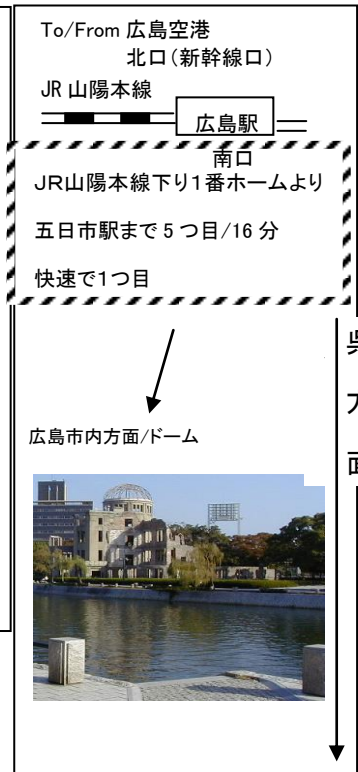 To/From 広島空港
北口(新幹線口)
JR 山陽本線
広島駅
南口
JR山陽本線下り1番ホームより
五日市駅まで 5 つ目/16 分
快速で1つ目
呉
方
面
広島市内方面/ドーム